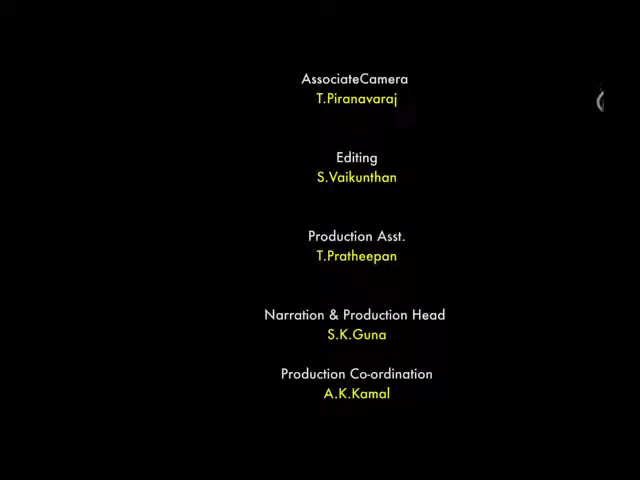 AssociateCamera
T.Piranavaraj
Editing
S.Vaikunthan
Production Asst.
T.Pratheepan
Narration & Production Head
S.K.Guna
Production Co-ordination
A.K.Kamal